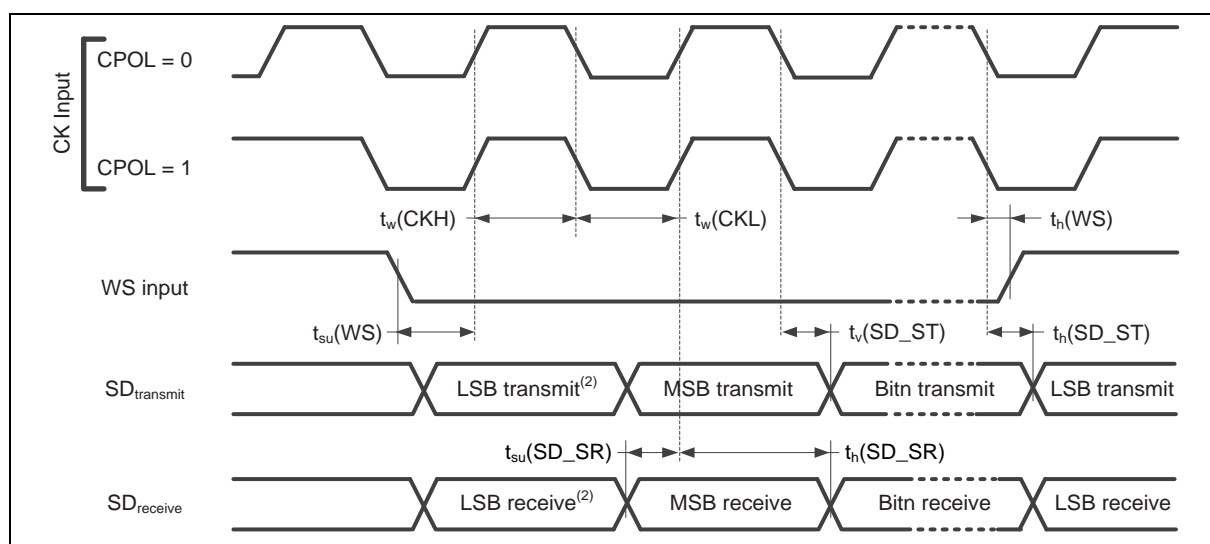 CK Input
CPOL = 0
CPOL = 1
tw(CKH)
tw(CKL)
th(WS)
WS input
tsu(WS)
tv(SD_ST)
th(SD_ST)
SDtransmit
LSB transmit(2)
MSB transmit
Bitn transmit
LSB transmit
tsu(SD_SR)
th(SD_SR)
SDreceive
LSB receive(2)
MSB receive
Bitn receive
LSB receive